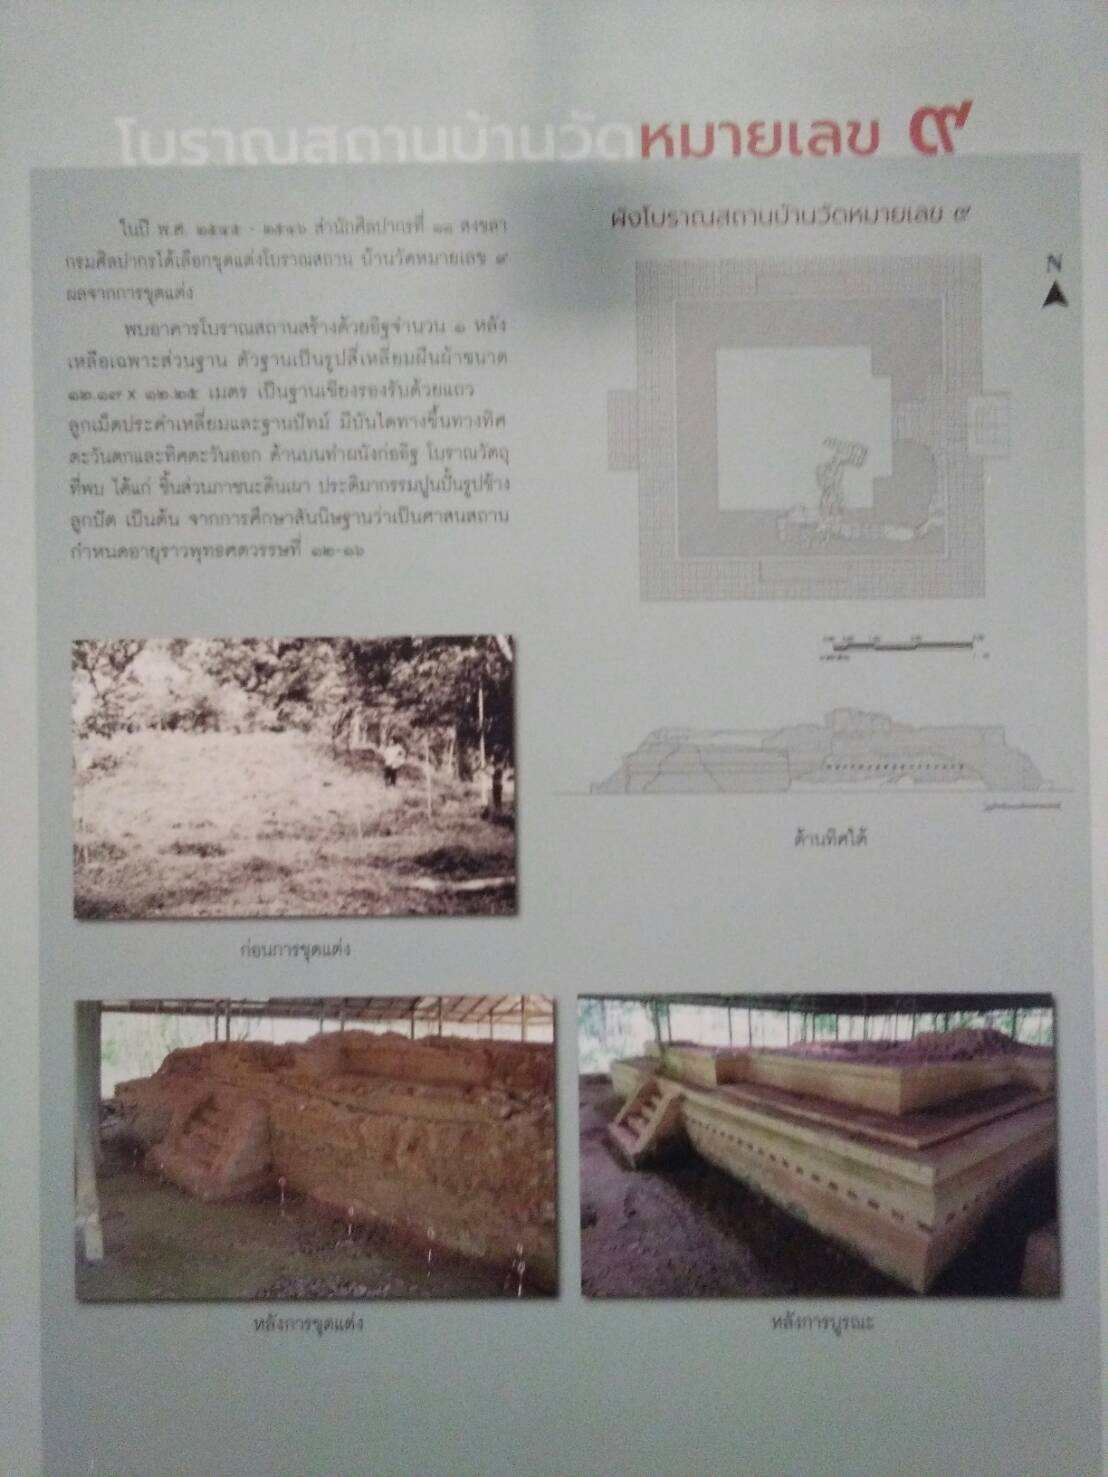 โบราณสถานบ้านวัดหมายเลข ๙
ในปี พ.ศ. ๒๕๔๕ - ๒๕๔๖ สำนักศิลปากรที่ ๑๑ สงขลา
กรมศิลปากรได้เลือกขุดแต่งโบราณสถาน บ้านวัดหมายเลข ๙
ผลจากการขุดแต่ง
พบอาคารโบราณสถานสร้างด้วยอิฐจำนวน ๑ หลัง
เหลือเฉพาะส่วนฐาน ตัวฐานเป็นรูปสี่เหลี่ยมผืนผ้าขนาด
๑๒.๑๙ x ๑๒.๒๕ เมตร เป็นฐานเขียงรองรับด้วยแถว
ลูกเม็ดประคำเหลี่ยมและฐานปัทม์ มีบันไดทางขึ้นทางทิศ
ตะวันตกและทิศตะวันออก ด้านบนทำผนังก่ออิฐ โบราณวัตถุ
ที่พบ ได้แก่ ชิ้นส่วนภาชนะดินเผา ประติมากรรมปูนปั้นรูปช้าง
ลูกปัด เป็นต้น จากการศึกษาสันนิษฐานว่าเป็นศาสนสถาน
กำหนดอายุราวพุทธศตวรรษที่ ๑๒-๑๖
ผังโบราณสถานบ้านวัดหมายเลข ๙
N
ด้านทิศใต้
ก่อนการขุดแต่ง
หลังการขุดแต่ง
หลังการบูรณะ